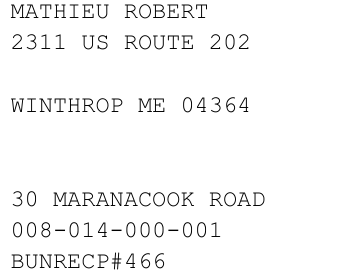 MATHIEU ROBERT
2311 US ROUTE 202
WINTHROP ME 04364
30 MARANACOOK ROAD
008-014-000-001
BUNRECP#466